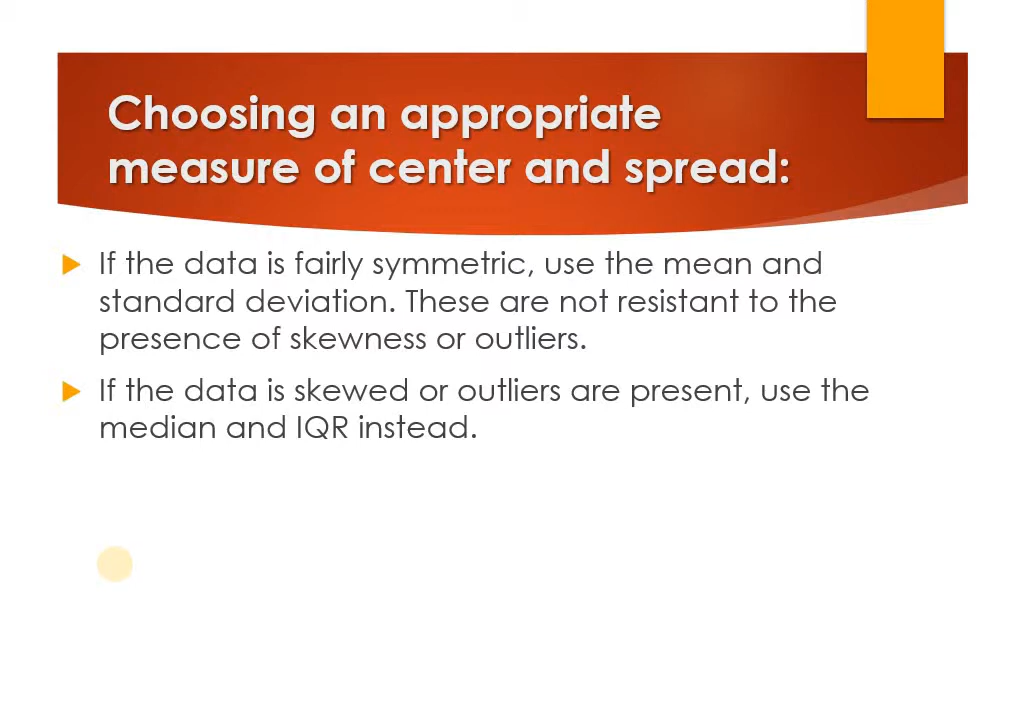 Choosing an appropriate
measure of center and spread:
If the data is fairly symmetric, use the mean and
standard deviation. These are not resistant to the
presence of skewness or outliers.
If the data is skewed or outliers are present, use the
median and IQR instead.